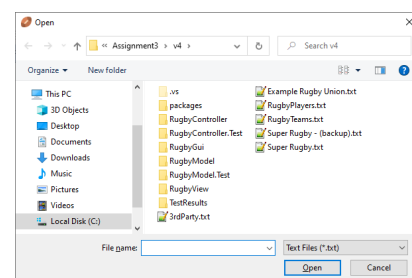 Open
« Assignment3 › v4 ›
Search v4
Organize
New folder
This PC
3D Objects
Desktop
Documents
Downloads
Music
Pictures
Videos
Local Disk (C:)
.vs
packages
RugbyController
RugbyController.Test
RugbyGui
RugbyModel
RugbyModel.Test
RugbyView
TestResults
3rdParty.txt
Example Rugby Union.txt
RugbyPlayers.txt
RugbyTeams.txt
Super Rugby - (backup).txt
Super Rugby.txt
File name:
Text Files (*.txt)
Open
Cancel